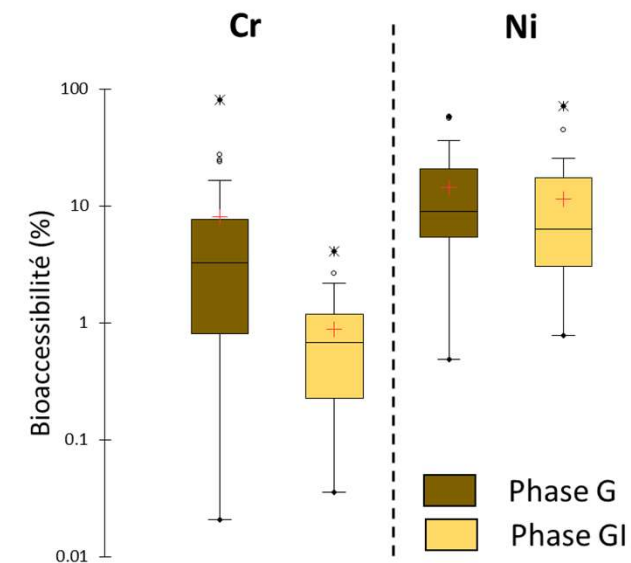 Cr
Ni
100
10
1
0.1
0.01
Bioaccessibilité (%)
Phase G
Phase GI